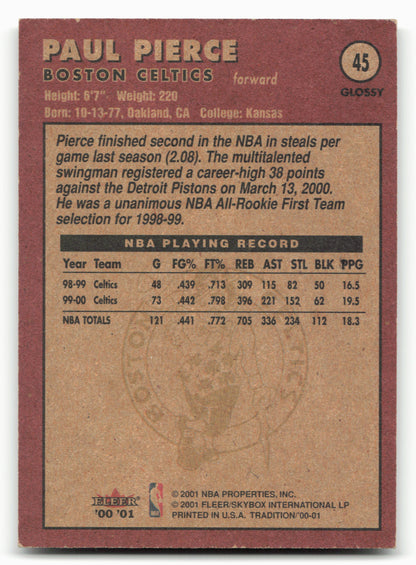 PAUL PIERCE
45
BOSTON CELTICS forward
GLOSSY
Height: 6'7" Weight: 220
Born: 10-13-77, Oakland, CA College: Kansas
Pierce finished second in the NBA in steals per
game last season (2.08). The multitalented
swingman registered a career-high 38 points
against the Detroit Pistons on March 13, 2000.
He was a unanimous NBA All-Rookie First Team
selection for 1998-99.
NBA PLAYING RECORD
Year Team G FG% FT% REB AST STL BLK PPG
98-99 Celtics 48 .439 .713 309 115 82 50 16.5
99-00 Celtics 73 .442 .798 396 221 152 62 19.5
NBA TOTALS 121 .441 .772 705 336 234 112 18.3
BOSTON CELTICS
FLEER
'00 '01
NBA
© 2001 NBA PROPERTIES, INC.
© 2001 FLEER/SKYBOX INTERNATIONAL LP
PRINTED IN U.S.A. TRADITION'00-01